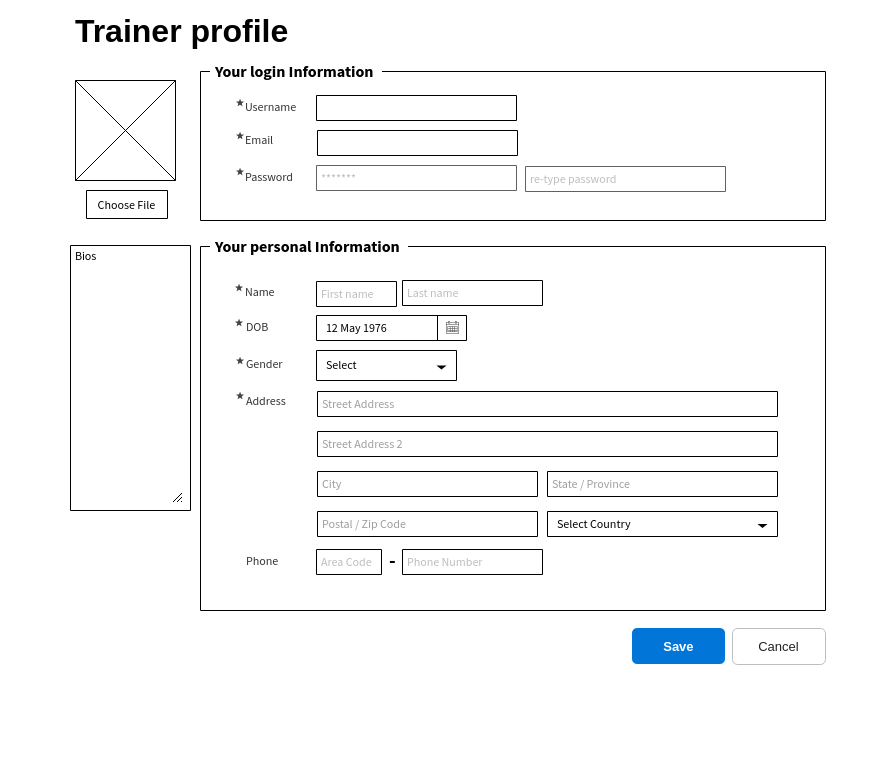 Trainer profile
Your login Information
★ Username
★ Email
★ Password ******* re-type password
Choose File
Bios
Your personal Information
★ Name First name Last name
★ DOB 12 May 1976
★ Gender Select
★ Address Street Address
Street Address 2
City State / Province
Postal / Zip Code Select Country
Phone Area Code - Phone Number
Save Cancel